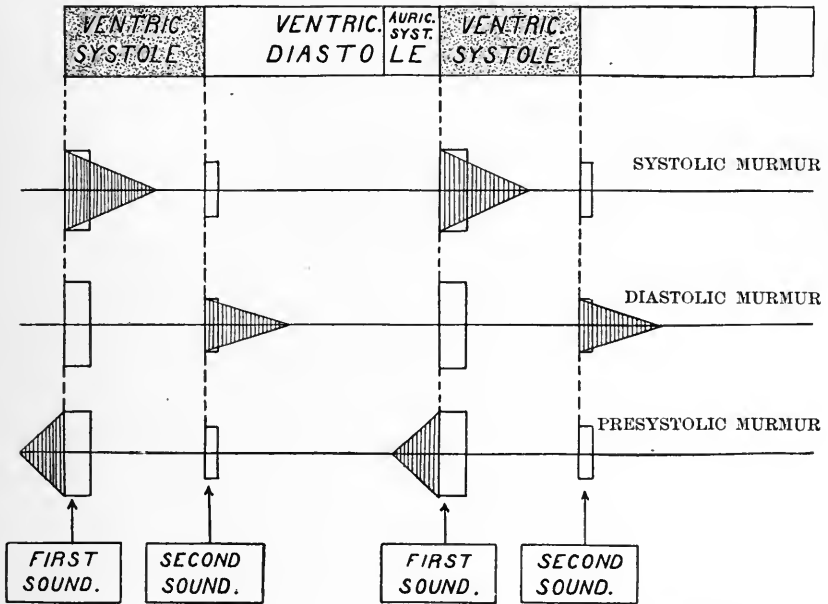 VENTRIC
SYSTOLE
VENTRIC.
DIASTO
AURIC.
SYST.
LE
VENTRIC.
SYSTOLE
SYSTOLIC MURMUR
DIASTOLIC MURMUR
PRESYSTOLIC MURMUR
FIRST
SOUND.
SECOND
SOUND.
FIRST
SOUND.
SECOND
SOUND.